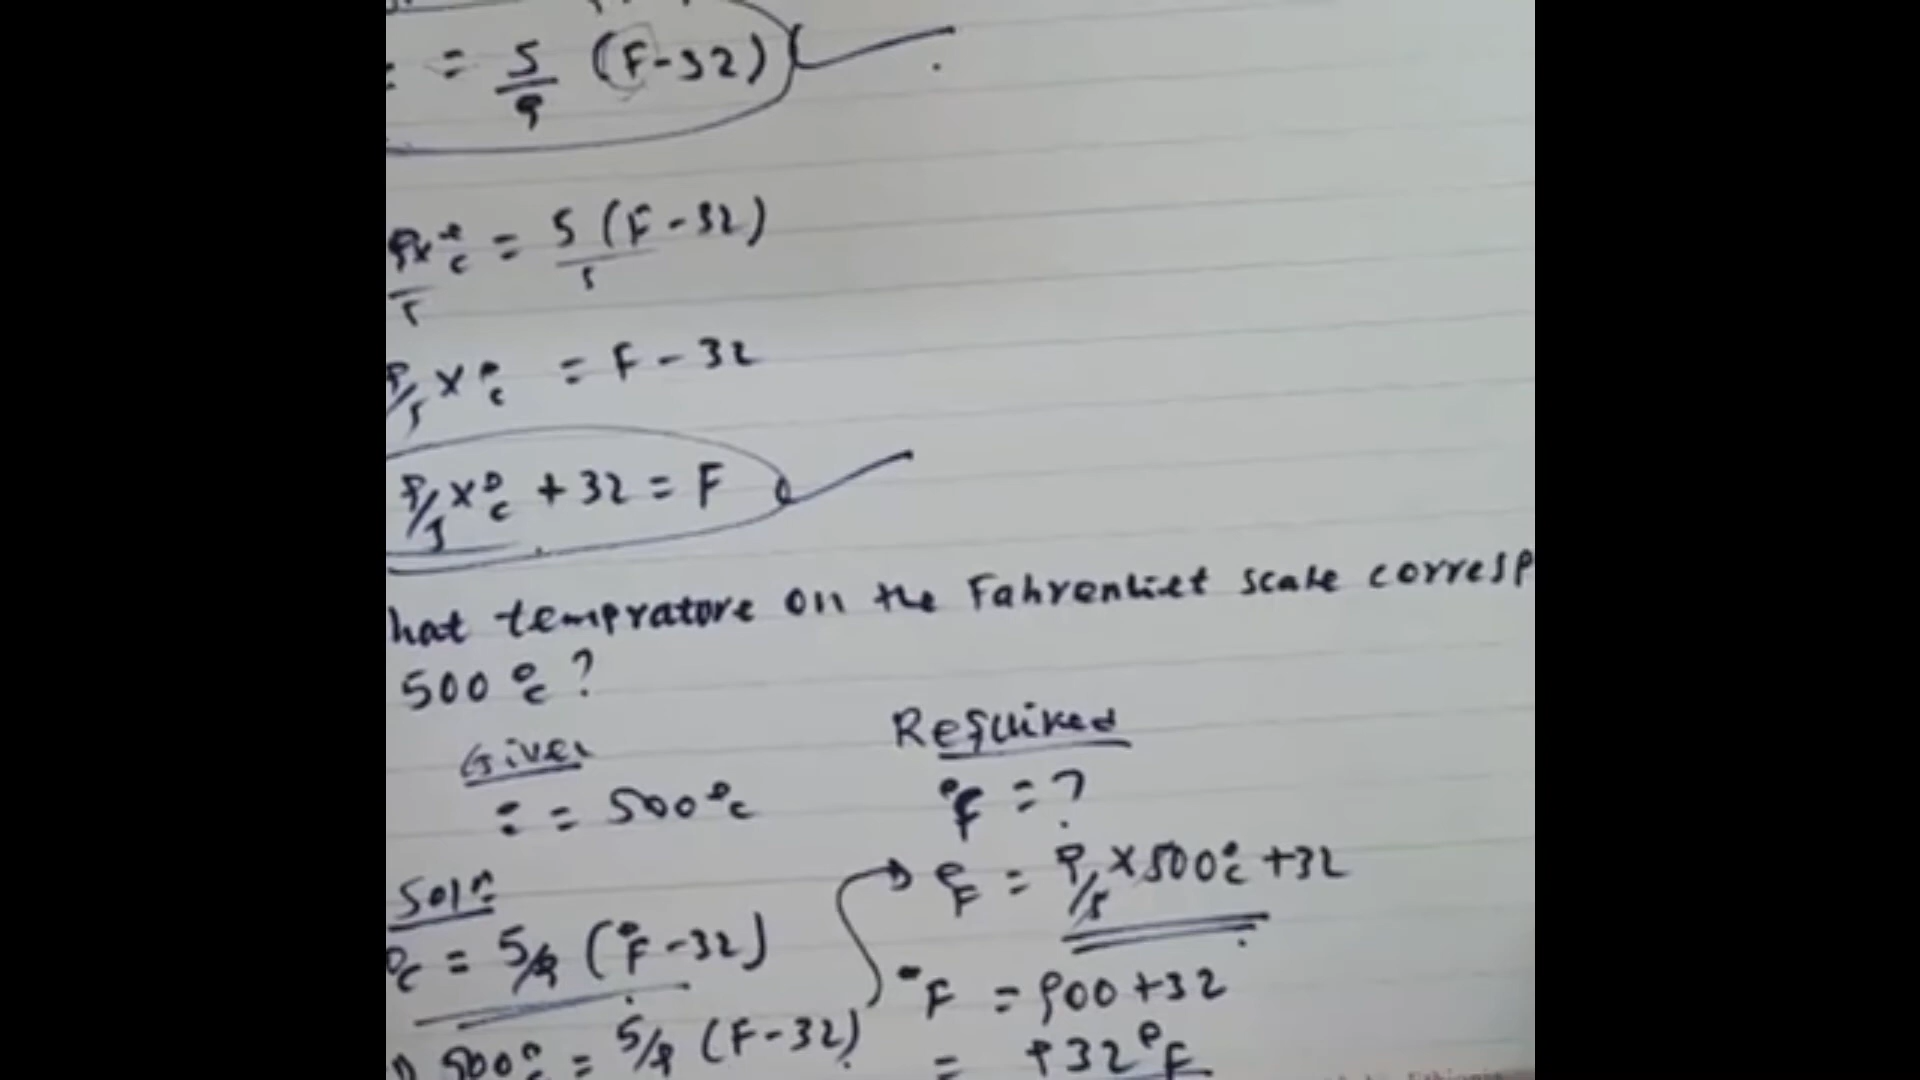 = 5/9 (F-32)
9x°c/5 = 5(F-32)/5
9/5 x °c = F - 32
9/5 x °c + 32 = F
hat temprature on the Fahrenhiet scale corresp
500 °c ?
Given
= 500 °c
Required
°F = ?
Soln
°c = 5/9 (°F -32)
500° = 5/9 (F-32)
°F = 9/5 x 500°c + 32
°F = 900 + 32
= 932°F